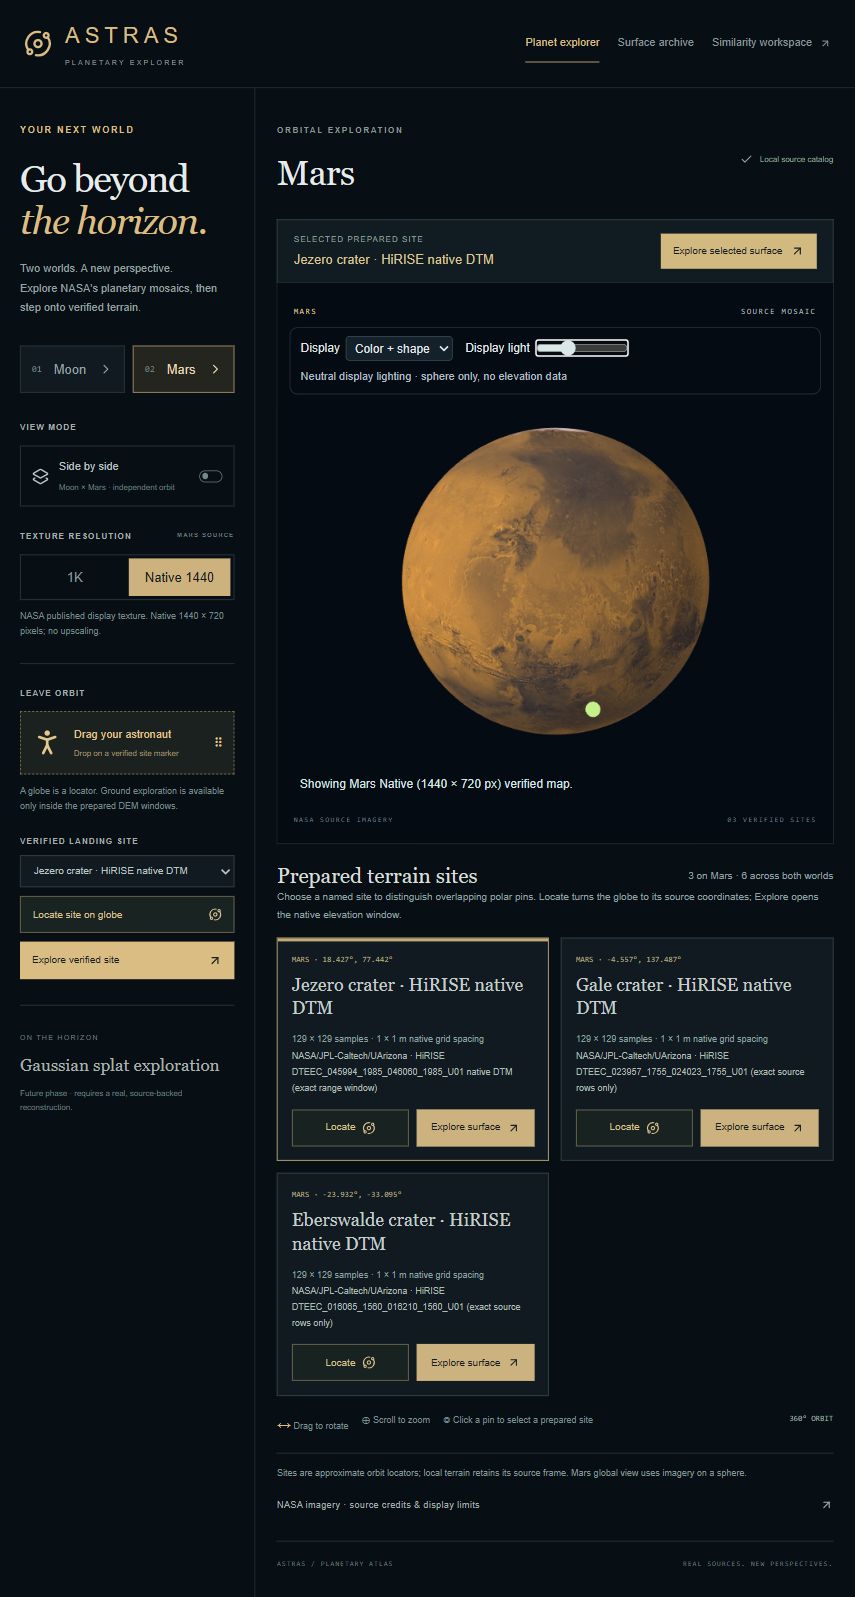 ASTRAS
PLANETARY EXPLORER
Planet explorer
Surface archive
Similarity workspace
YOUR NEXT WORLD
Go beyond
the horizon.
Two worlds. A new perspective.
Explore NASA's planetary mosaics, then
step onto verified terrain.
01 Moon
02 Mars
VIEW MODE
Side by side
Moon × Mars · independent orbit
TEXTURE RESOLUTION
MARS SOURCE
1K
Native 1440
NASA published display texture. Native 1440 × 720
pixels; no upscaling.
LEAVE ORBIT
Drag your astronaut
Drop on a verified site marker
A globe is a locator. Ground exploration is available
only inside the prepared DEM windows.
VERIFIED LANDING SITE
Jezero crater · HiRISE native DTM
Locate site on globe
Explore verified site
ON THE HORIZON
Gaussian splat exploration
Future phase · requires a real, source-backed
reconstruction.
ORBITAL EXPLORATION
Mars
Local source catalog
SELECTED PREPARED SITE
Jezero crater · HiRISE native DTM
Explore selected surface
MARS
SOURCE MOSAIC
Display
Color + shape
Display light
Neutral display lighting · sphere only, no elevation data
Showing Mars Native (1440 × 720 px) verified map.
NASA SOURCE IMAGERY
03 VERIFIED SITES
Prepared terrain sites
3 on Mars · 6 across both worlds
Choose a named site to distinguish overlapping polar pins. Locate turns the globe to its source coordinates; Explore opens
the native elevation window.
MARS · 18.427°, 77.442°
Jezero crater · HiRISE native
DTM
129 × 129 samples · 1 × 1 m native grid spacing
NASA/JPL-Caltech/UArizona · HiRISE
DTEEC_045994_1985_046060_1985_U01 native DTM
(exact range window)
Locate
Explore surface
MARS · -4.557°, 137.487°
Gale crater · HiRISE native
DTM
129 × 129 samples · 1 × 1 m native grid spacing
NASA/JPL-Caltech/UArizona · HiRISE
DTEEC_023957_1755_024023_1755_U01 (exact source
rows only)
Locate
Explore surface
MARS · -23.932°, -33.095°
Eberswalde crater · HiRISE
native DTM
129 × 129 samples · 1 × 1 m native grid spacing
NASA/JPL-Caltech/UArizona · HiRISE
DTEEC_016065_1560_016210_1560_U01 (exact source
rows only)
Locate
Explore surface
Drag to rotate
Scroll to zoom
Click a pin to select a prepared site
360° ORBIT
Sites are approximate orbit locators; local terrain retains its source frame. Mars global view uses imagery on a sphere.
NASA imagery · source credits & display limits
ASTRAS / PLANETARY ATLAS
REAL SOURCES. NEW PERSPECTIVES.